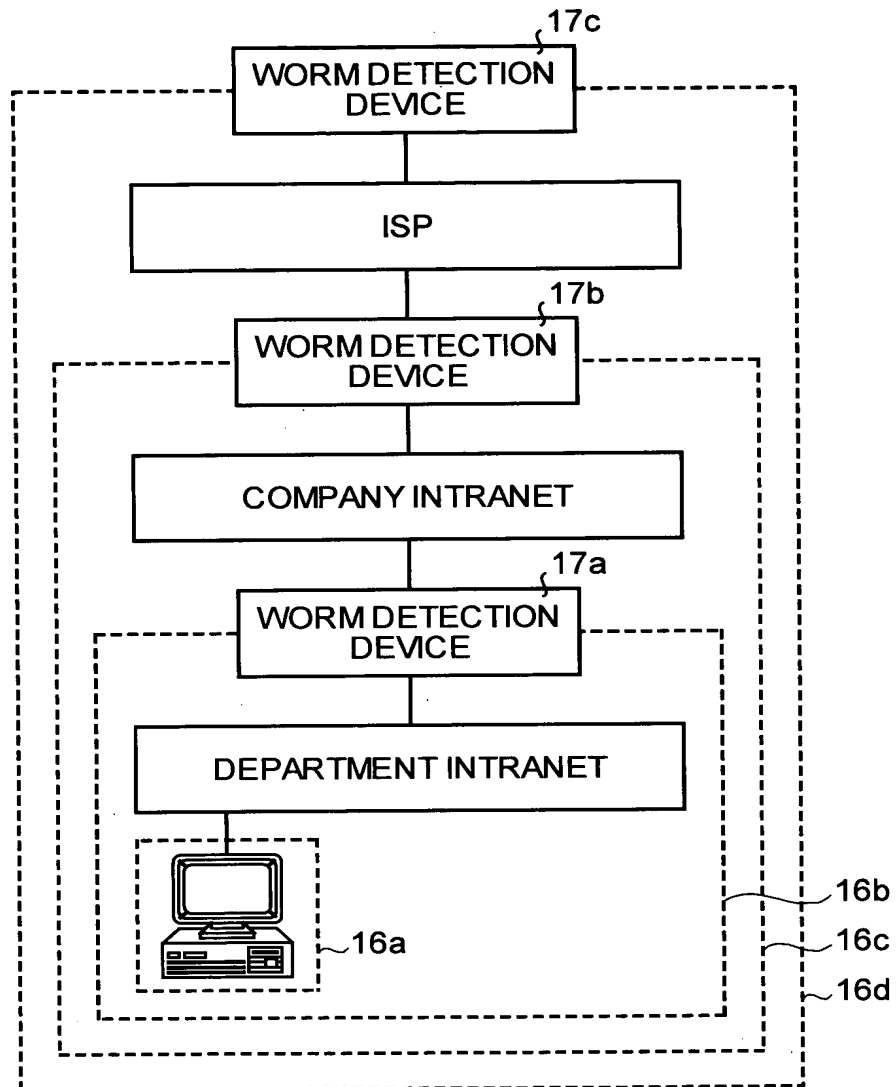 17c
WORM DETECTION
DEVICE
ISP
17b
WORM DETECTION
DEVICE
COMPANY INTRANET
17a
WORM DETECTION
DEVICE
DEPARTMENT INTRANET
16b
16a
16c
16d